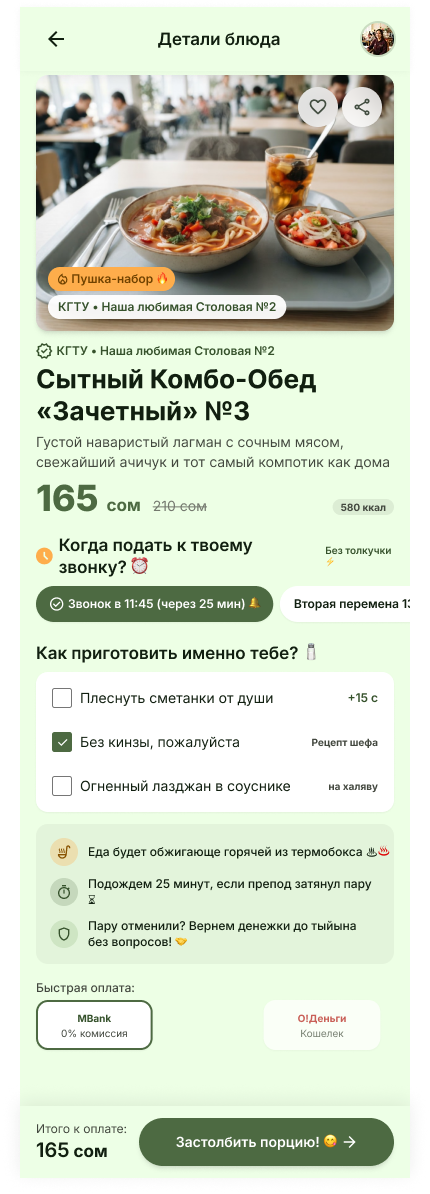 Детали блюда
Пушка-набор 🔥
КГТУ • Наша любимая Столовая №2
КГТУ • Наша любимая Столовая №2
Сытный Комбо-Обед
«Зачетный» №3
Густой наваристый лагман с сочным мясом,
свежайший ачичук и тот самый компотик как дома
165 сом 210 сом 580 ккал
Когда подать к твоему
звонку? ⏰
Без толкучки
⚡
Звонок в 11:45 (через 25 мин) 🔔
Вторая перемена 13
Как приготовить именно тебе? 🧂
Плеснуть сметанки от души +15 с
Без кинзы, пожалуйста Рецепт шефа
Огненный лазджан в соуснике на халяву
Еда будет обжигающе горячей из термобокса ♨♨️
Подождем 25 минут, если препод затянул пару
⏳
Пару отменили? Вернем денежки до тыйына
без вопросов! 🤝
Быстрая оплата:
MBank
0% комиссия
О!Деньги
Кошелек
Итого к оплате:
165 сом
Застолбить порцию! 😋 →